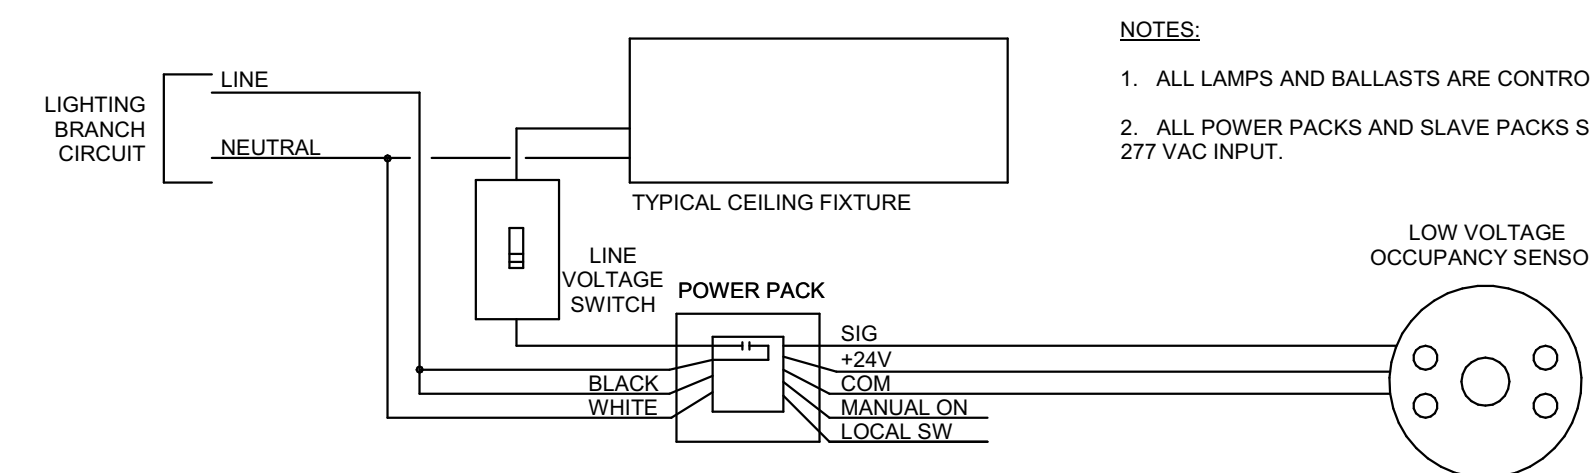 NOTES:
1. ALL LAMPS AND BALLASTS ARE CONTRO
2. ALL POWER PACKS AND SLAVE PACKS S
277 VAC INPUT.
LIGHTING
BRANCH
CIRCUIT
LINE
NEUTRAL
TYPICAL CEILING FIXTURE
LINE
VOLTAGE
SWITCH
POWER PACK
BLACK
WHITE
SIG
+24V
COM
MANUAL ON
LOCAL SW
LOW VOLTAGE
OCCUPANCY SENSO